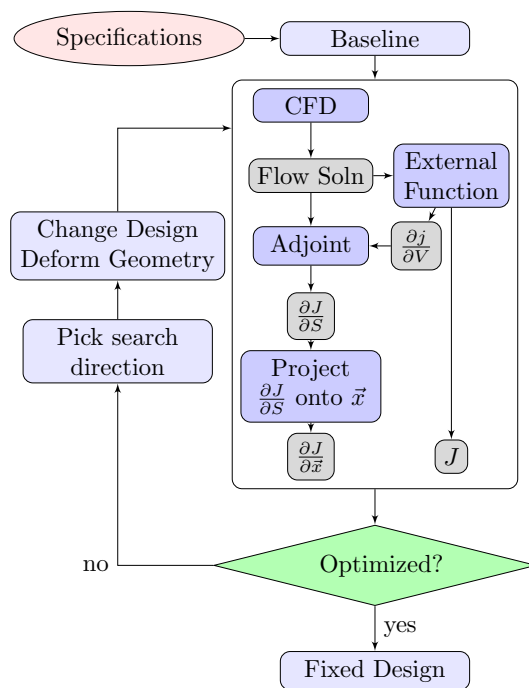 Specifications
Baseline
CFD
Flow Soln
External
Function
Adjoint
∂j/∂V
∂J/∂S
Change Design
Deform Geometry
Pick search
direction
Project
∂J/∂S onto x⃗
∂J/∂x⃗
J
Optimized?
no
yes
Fixed Design